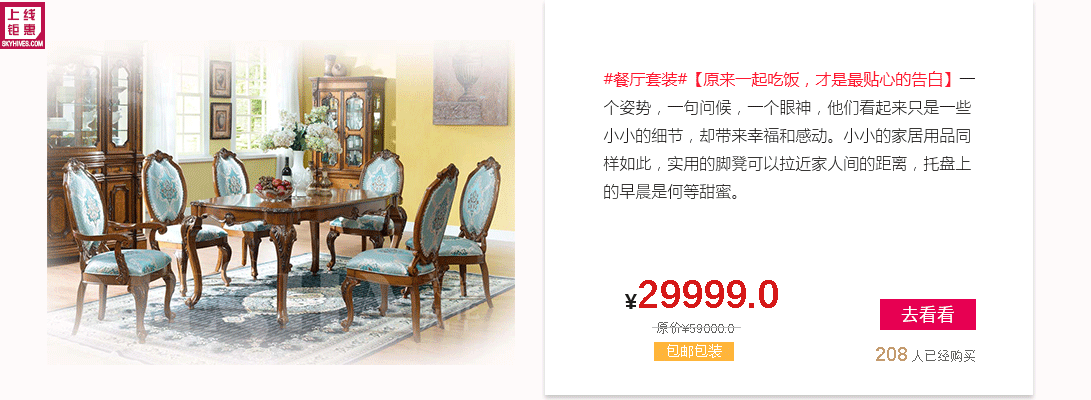 上线
钜惠
SKYHIVES.COM
#餐厅套装#【原来一起吃饭，才是最贴心的告白】一
个姿势，一句问候，一个眼神，他们看起来只是一些
小小的细节，却带来幸福和感动。小小的家居用品同
样如此，实用的脚凳可以拉近家人间的距离，托盘上
的早晨是何等甜蜜。
¥29999.0
原价¥59000.0
包邮包装
去看看
208 人已经购买